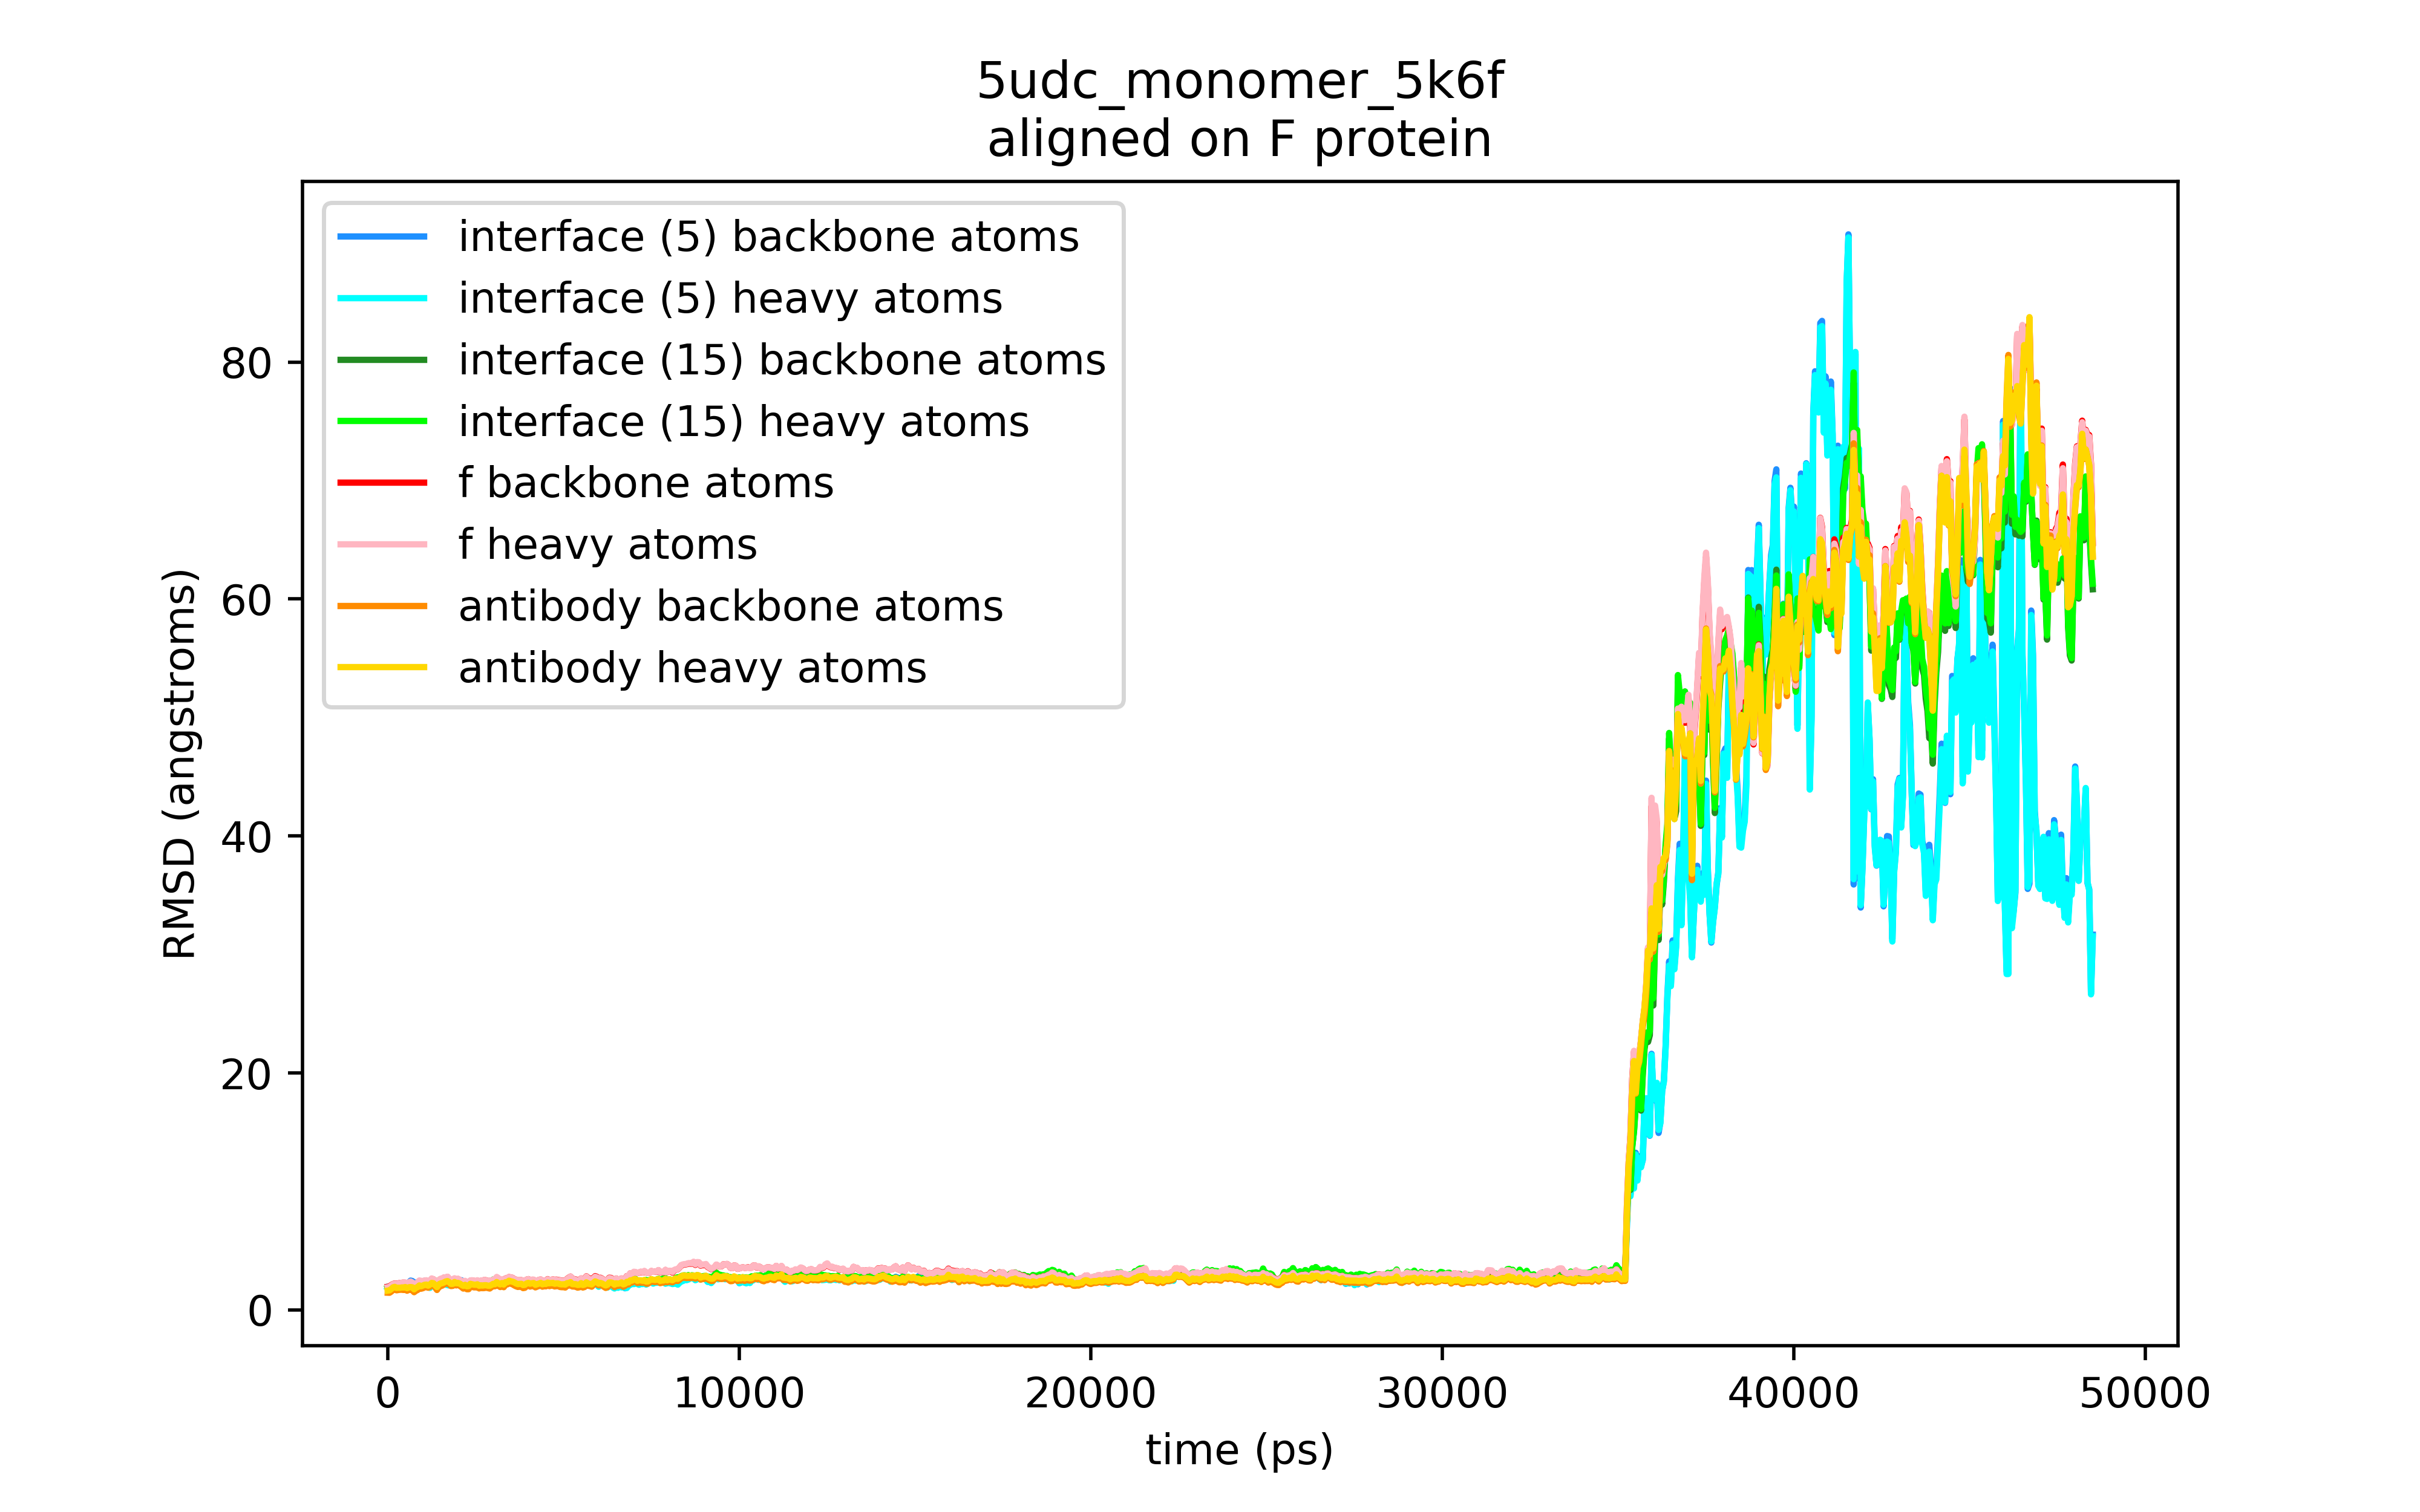 5udc_monomer_5k6f
aligned on F protein
interface (5) backbone atoms
interface (5) heavy atoms
interface (15) backbone atoms
interface (15) heavy atoms
f backbone atoms
f heavy atoms
antibody backbone atoms
antibody heavy atoms
RMSD (angstroms)
80
60
40
20
0
0 10000 20000 30000 40000 50000
time (ps)